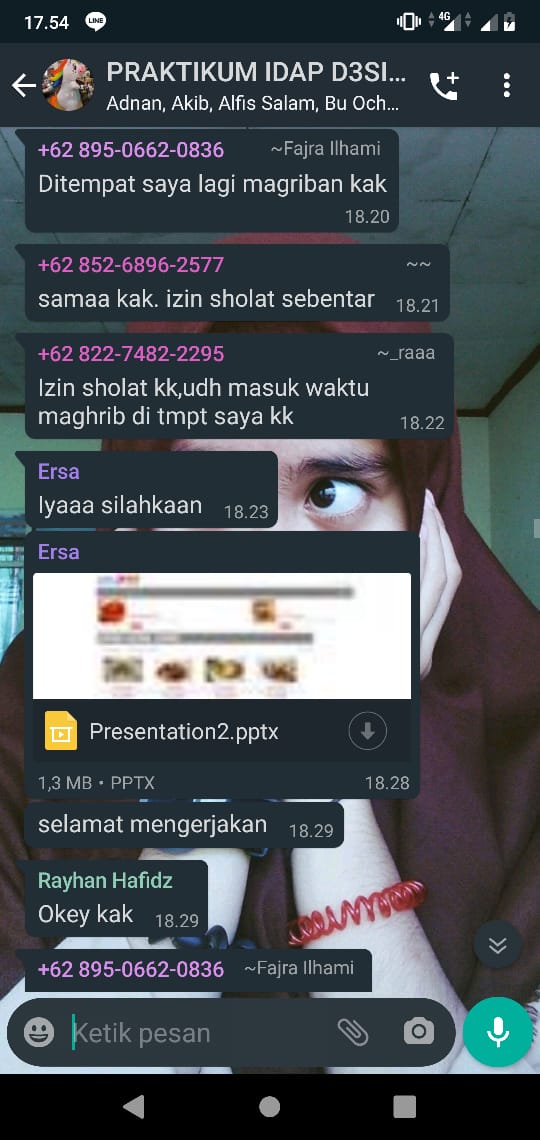 17.54 LINE 4G
PRAKTIKUM IDAP D3SI...
Adnan, Akib, Alfis Salam, Bu Och...
+62 895-0662-0836 ~Fajra Ilhami
Ditempat saya lagi magriban kak
18.20
+62 852-6896-2577 ~~
samaa kak. izin sholat sebentar 18.21
+62 822-7482-2295 ~_raaa
Izin sholat kk,udh masuk waktu
maghrib di tmpt saya kk 18.22
Ersa
Iyaaa silahkaan 18.23
Ersa
Presentation2.pptx
1,3 MB • PPTX 18.28
selamat mengerjakan 18.29
Rayhan Hafidz
Okey kak 18.29
+62 895-0662-0836 ~Fajra Ilhami
Ketik pesan